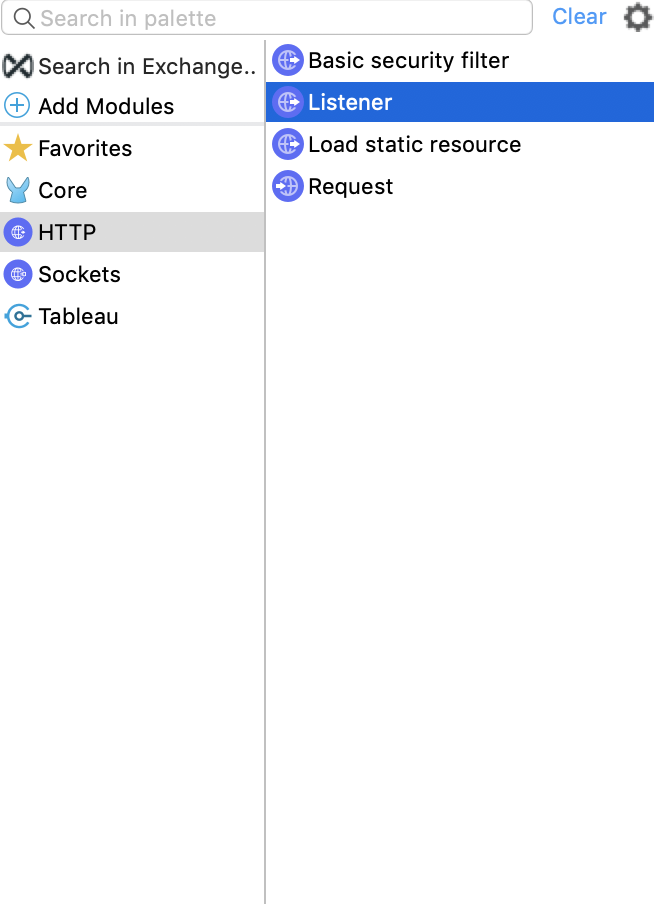 Search in palette
Clear
Search in Exchange..
Add Modules
Favorites
Core
HTTP
Sockets
Tableau
Basic security filter
Listener
Load static resource
Request